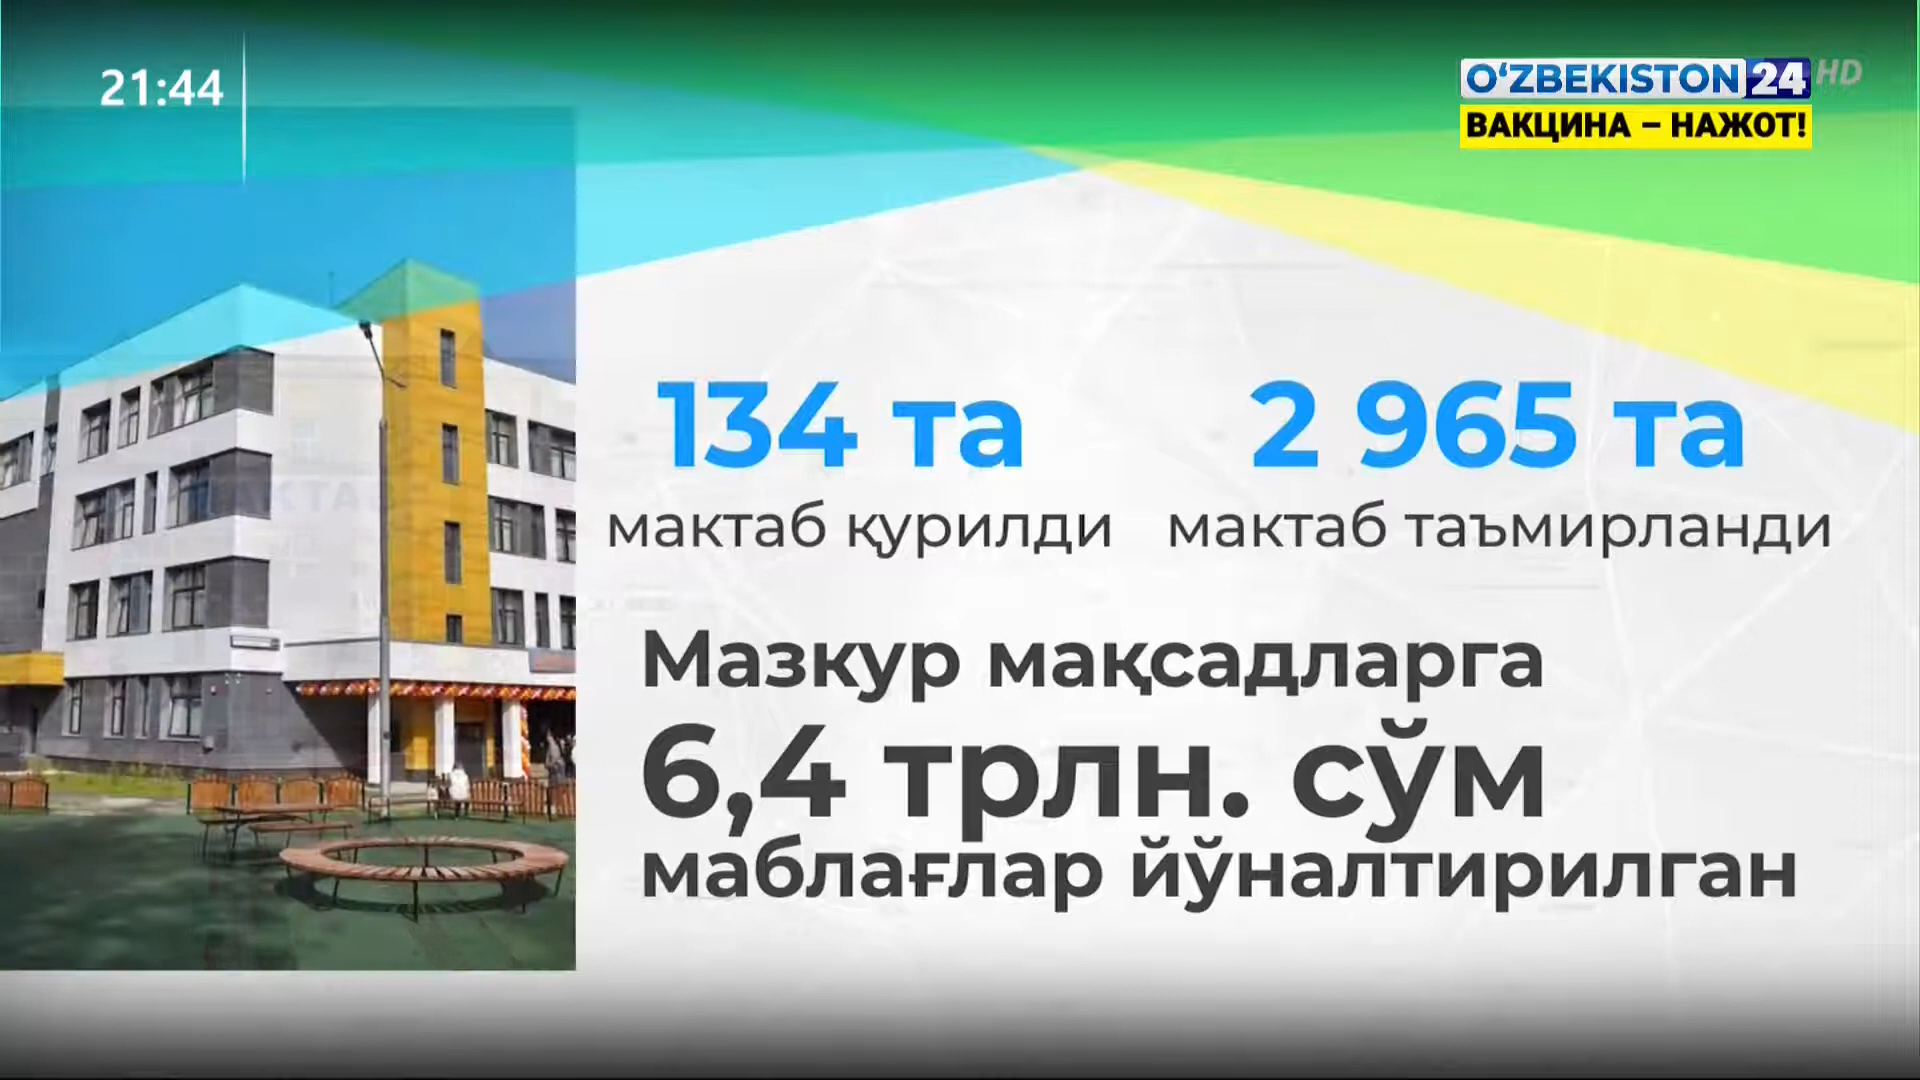 21:44
O‘ZBEKISTON 24 HD
ВАКЦИНА – НАЖОТ!
134 та
мактаб қурилди
2 965 та
мактаб таъмирланди
Мазкур мақсадларга
6,4 трлн. сўм
маблағлар йўналтирилган